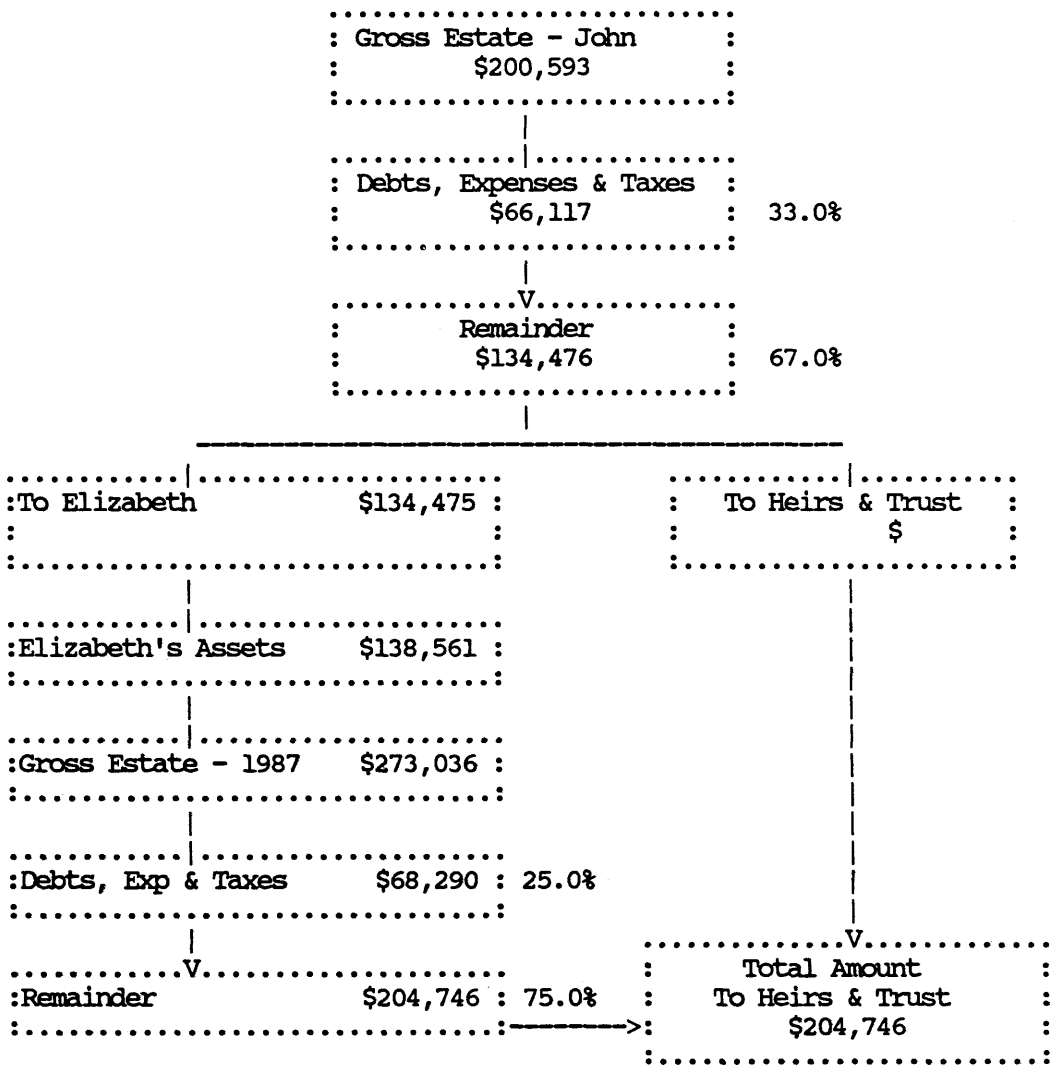 Gross Estate - John
$200,593
Debts, Expenses & Taxes
$66,117 33.0%
Remainder
$134,476 67.0%
To Elizabeth $134,475
To Heirs & Trust
$
Elizabeth's Assets $138,561
Gross Estate - 1987 $273,036
Debts, Exp & Taxes $68,290 25.0%
Remainder $204,746 75.0%
Total Amount
To Heirs & Trust
$204,746